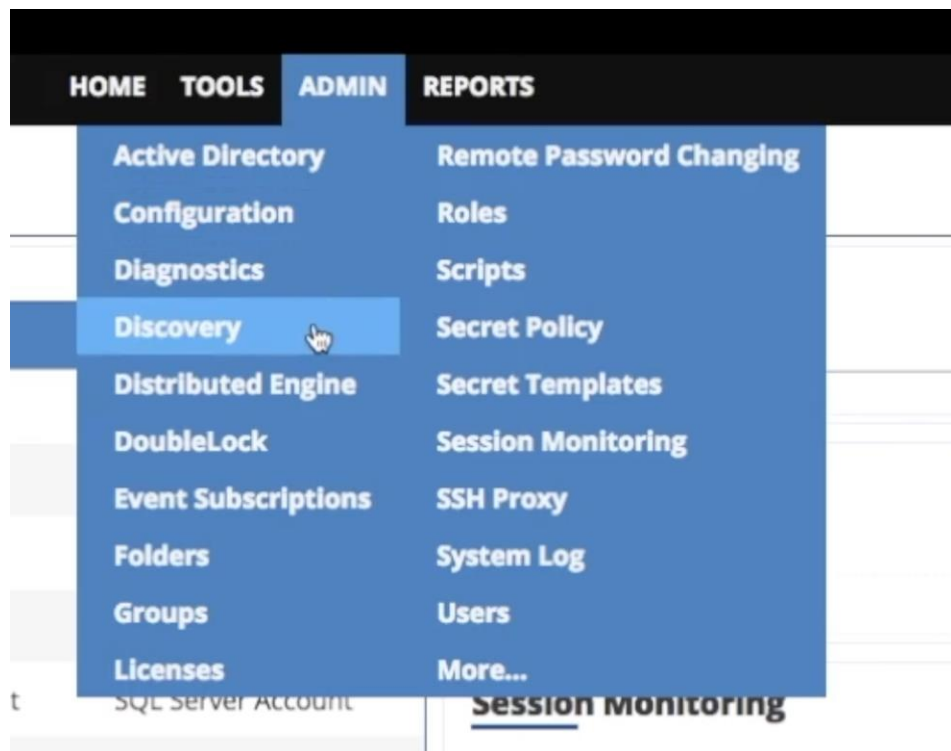 HOME TOOLS ADMIN REPORTS
Active Directory
Configuration
Diagnostics
Discovery
Distributed Engine
DoubleLock
Event Subscriptions
Folders
Groups
Licenses
Remote Password Changing
Roles
Scripts
Secret Policy
Secret Templates
Session Monitoring
SSH Proxy
System Log
Users
More...
t SQL Server Account
Session Monitoring